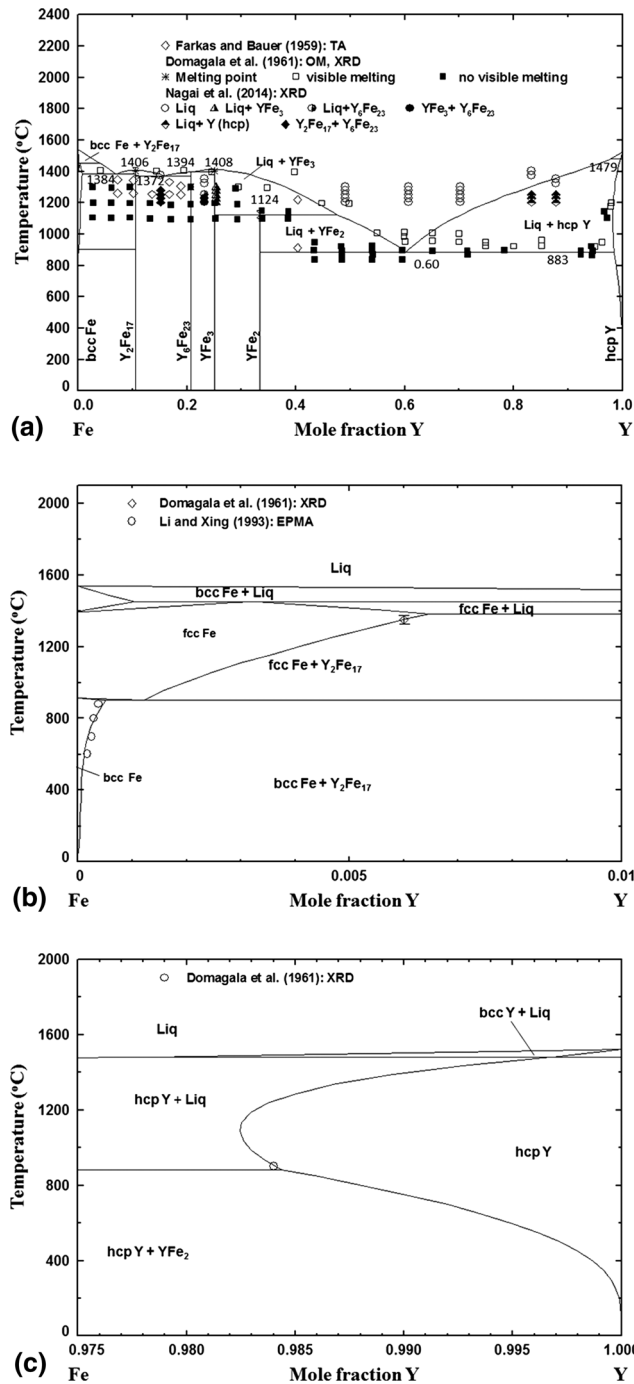 2400
2200
2000
1800
1600
1400
1200
1000
800
600
400
200
0
Temperature (°C)
Farkas and Bauer (1959): TA
Domagala et al. (1961): OM, XRD
Melting point visible melting no visible melting
Nagai et al. (2014): XRD
Liq Liq+ YFe3 Liq+Y6Fe23 YFe3+ Y6Fe23
Liq+ Y (hcp) Y2Fe17+ Y6Fe23
bcc Fe + Y2Fe17
1406
1394
1408
Liq + YFe3
1479
1384
1372
1124
Liq + YFe2
Liq + hcp Y
0.60
883
bcc Fe
Y2Fe17
Y6Fe23
YFe3
YFe2
hcp Y
0.0 0.2 0.4 0.6 0.8 1.0
(a)
Fe Mole fraction Y Y
2000
1600
1200
800
400
0
Temperature (°C)
Domagala et al. (1961): XRD
Li and Xing (1993): EPMA
Liq
bcc Fe + Liq
fcc Fe + Liq
fcc Fe
fcc Fe + Y2Fe17
bcc Fe
bcc Fe + Y2Fe17
0 0.005 0.01
(b)
Fe Mole fraction Y Y
2000
1600
1200
800
400
0
Temperature (°C)
Domagala et al. (1961): XRD
Liq
bcc Y + Liq
hcp Y + Liq
hcp Y
hcp Y + YFe2
0.975 0.980 0.985 0.990 0.995 1.000
(c)
Fe Mole fraction Y Y